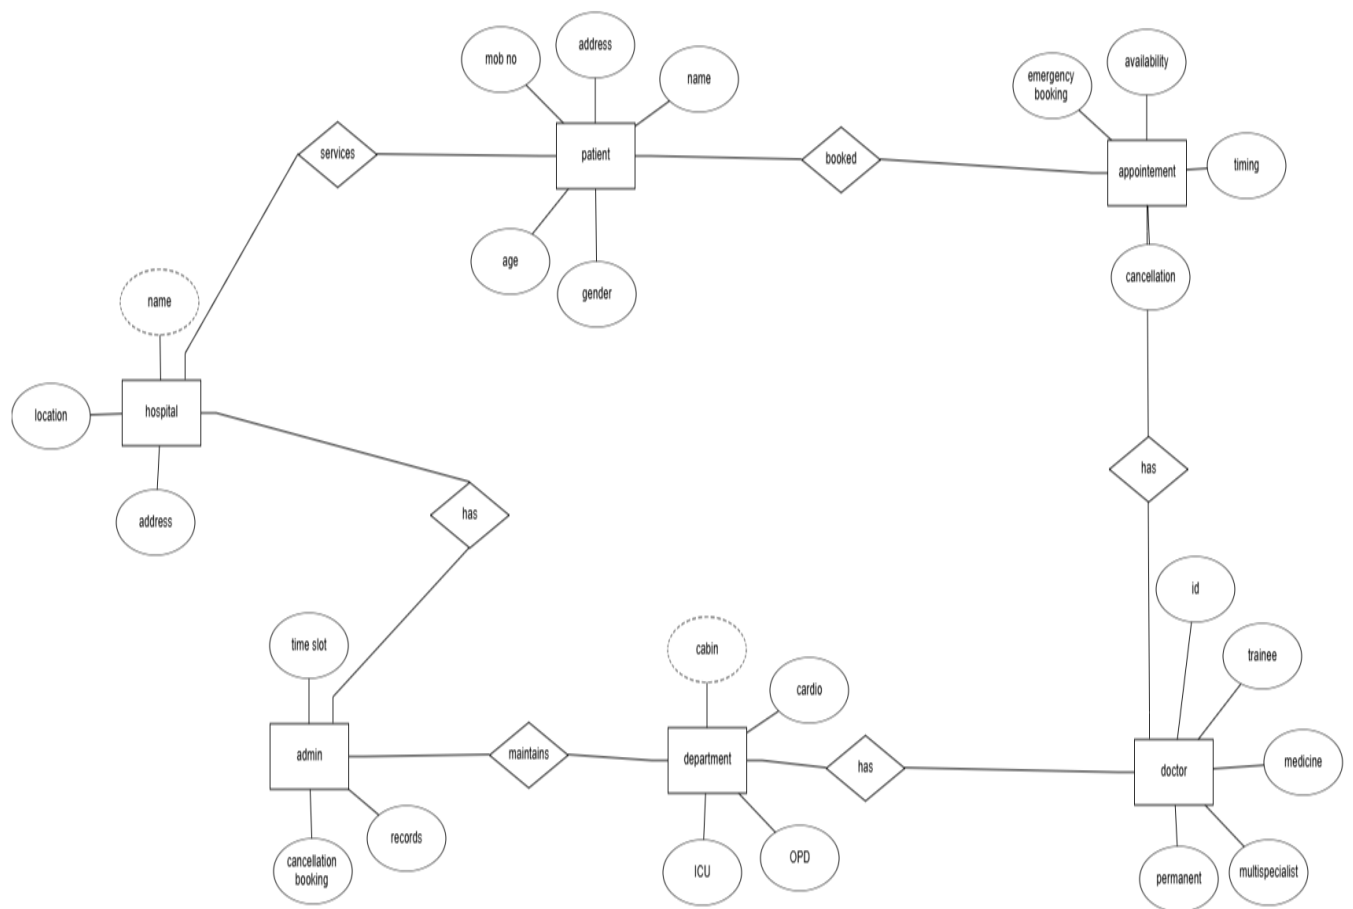 address
mob no
name
availability
emergency
booking
services
patient
booked
timing
appointement
age
gender
cancellation
name
location
hospital
address
has
has
id
time slot
cabin
trainee
cardio
admin
maintains
department
has
doctor
medicine
records
cancellation
booking
ICU
OPD
permanent
multispecialist